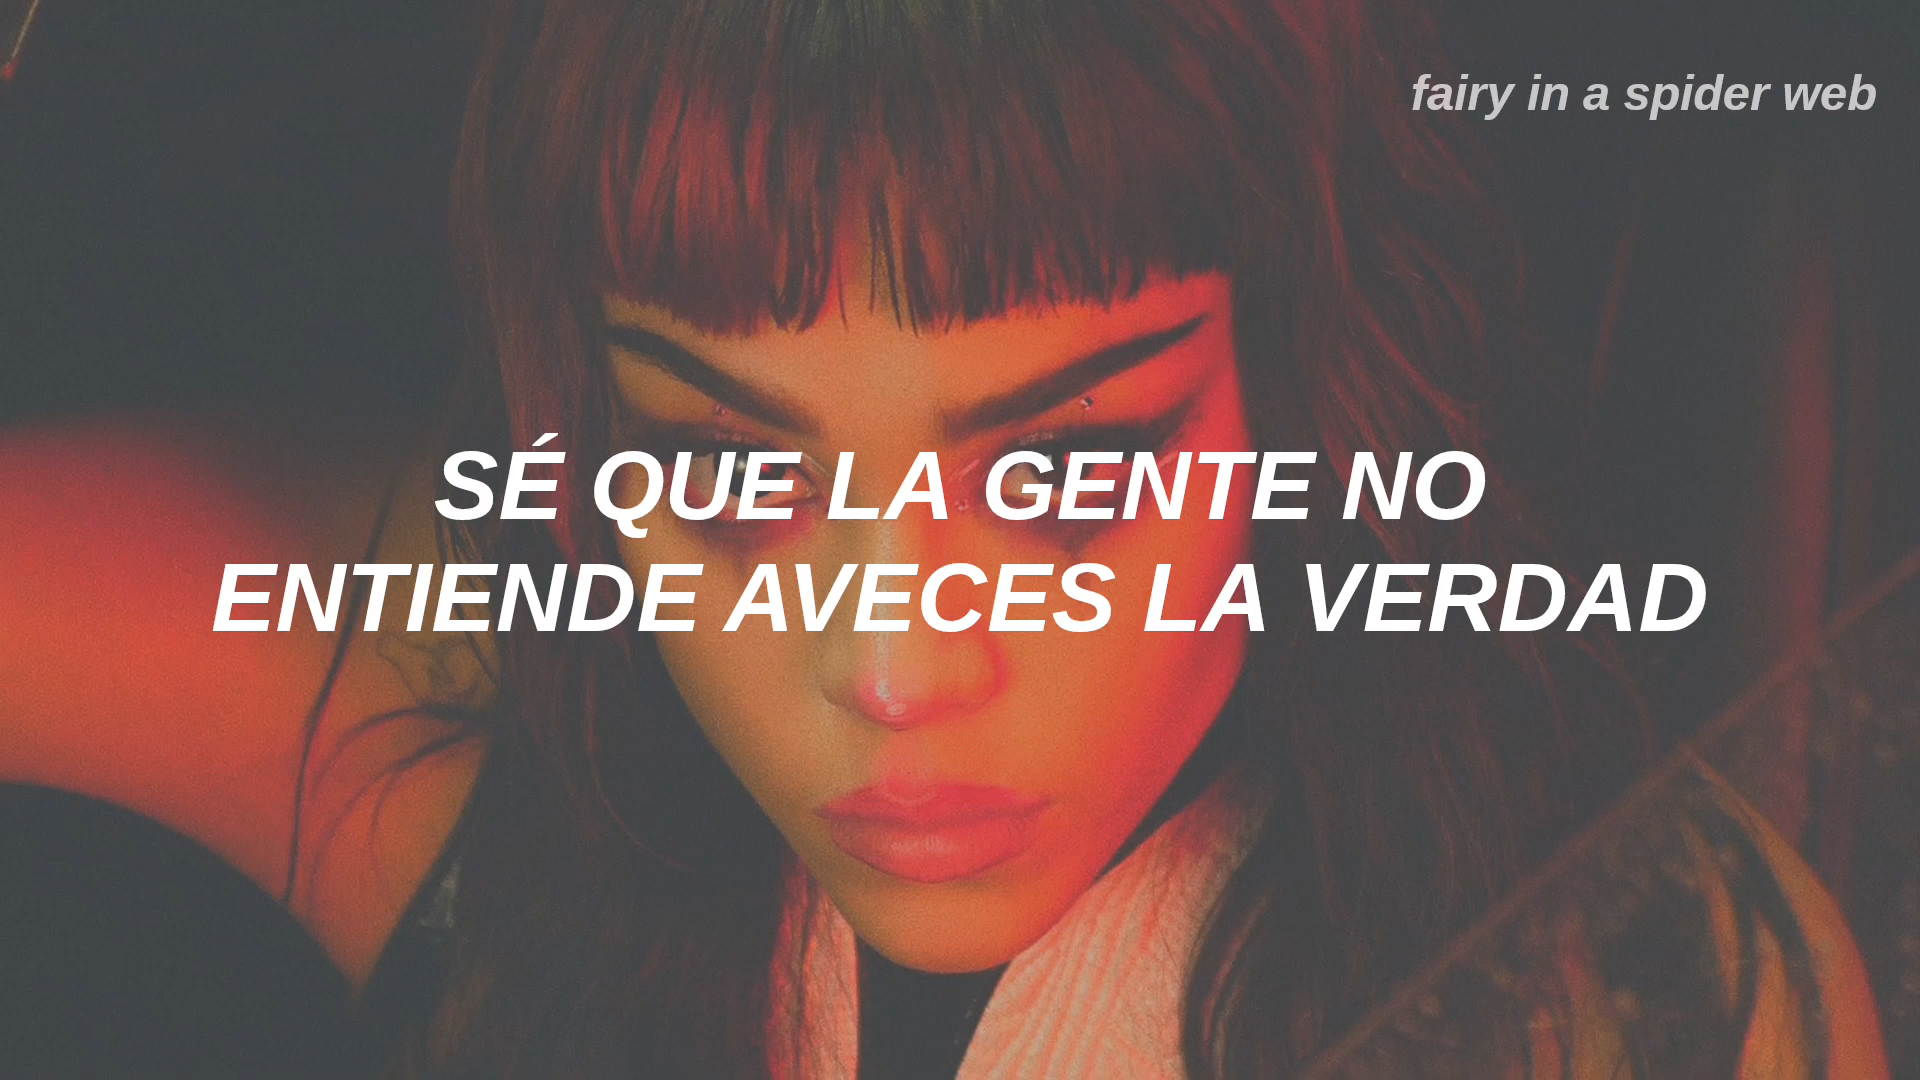 fairy in a spider web
SÉ QUE LA GENTE NO
ENTIENDE AVECES LA VERDAD